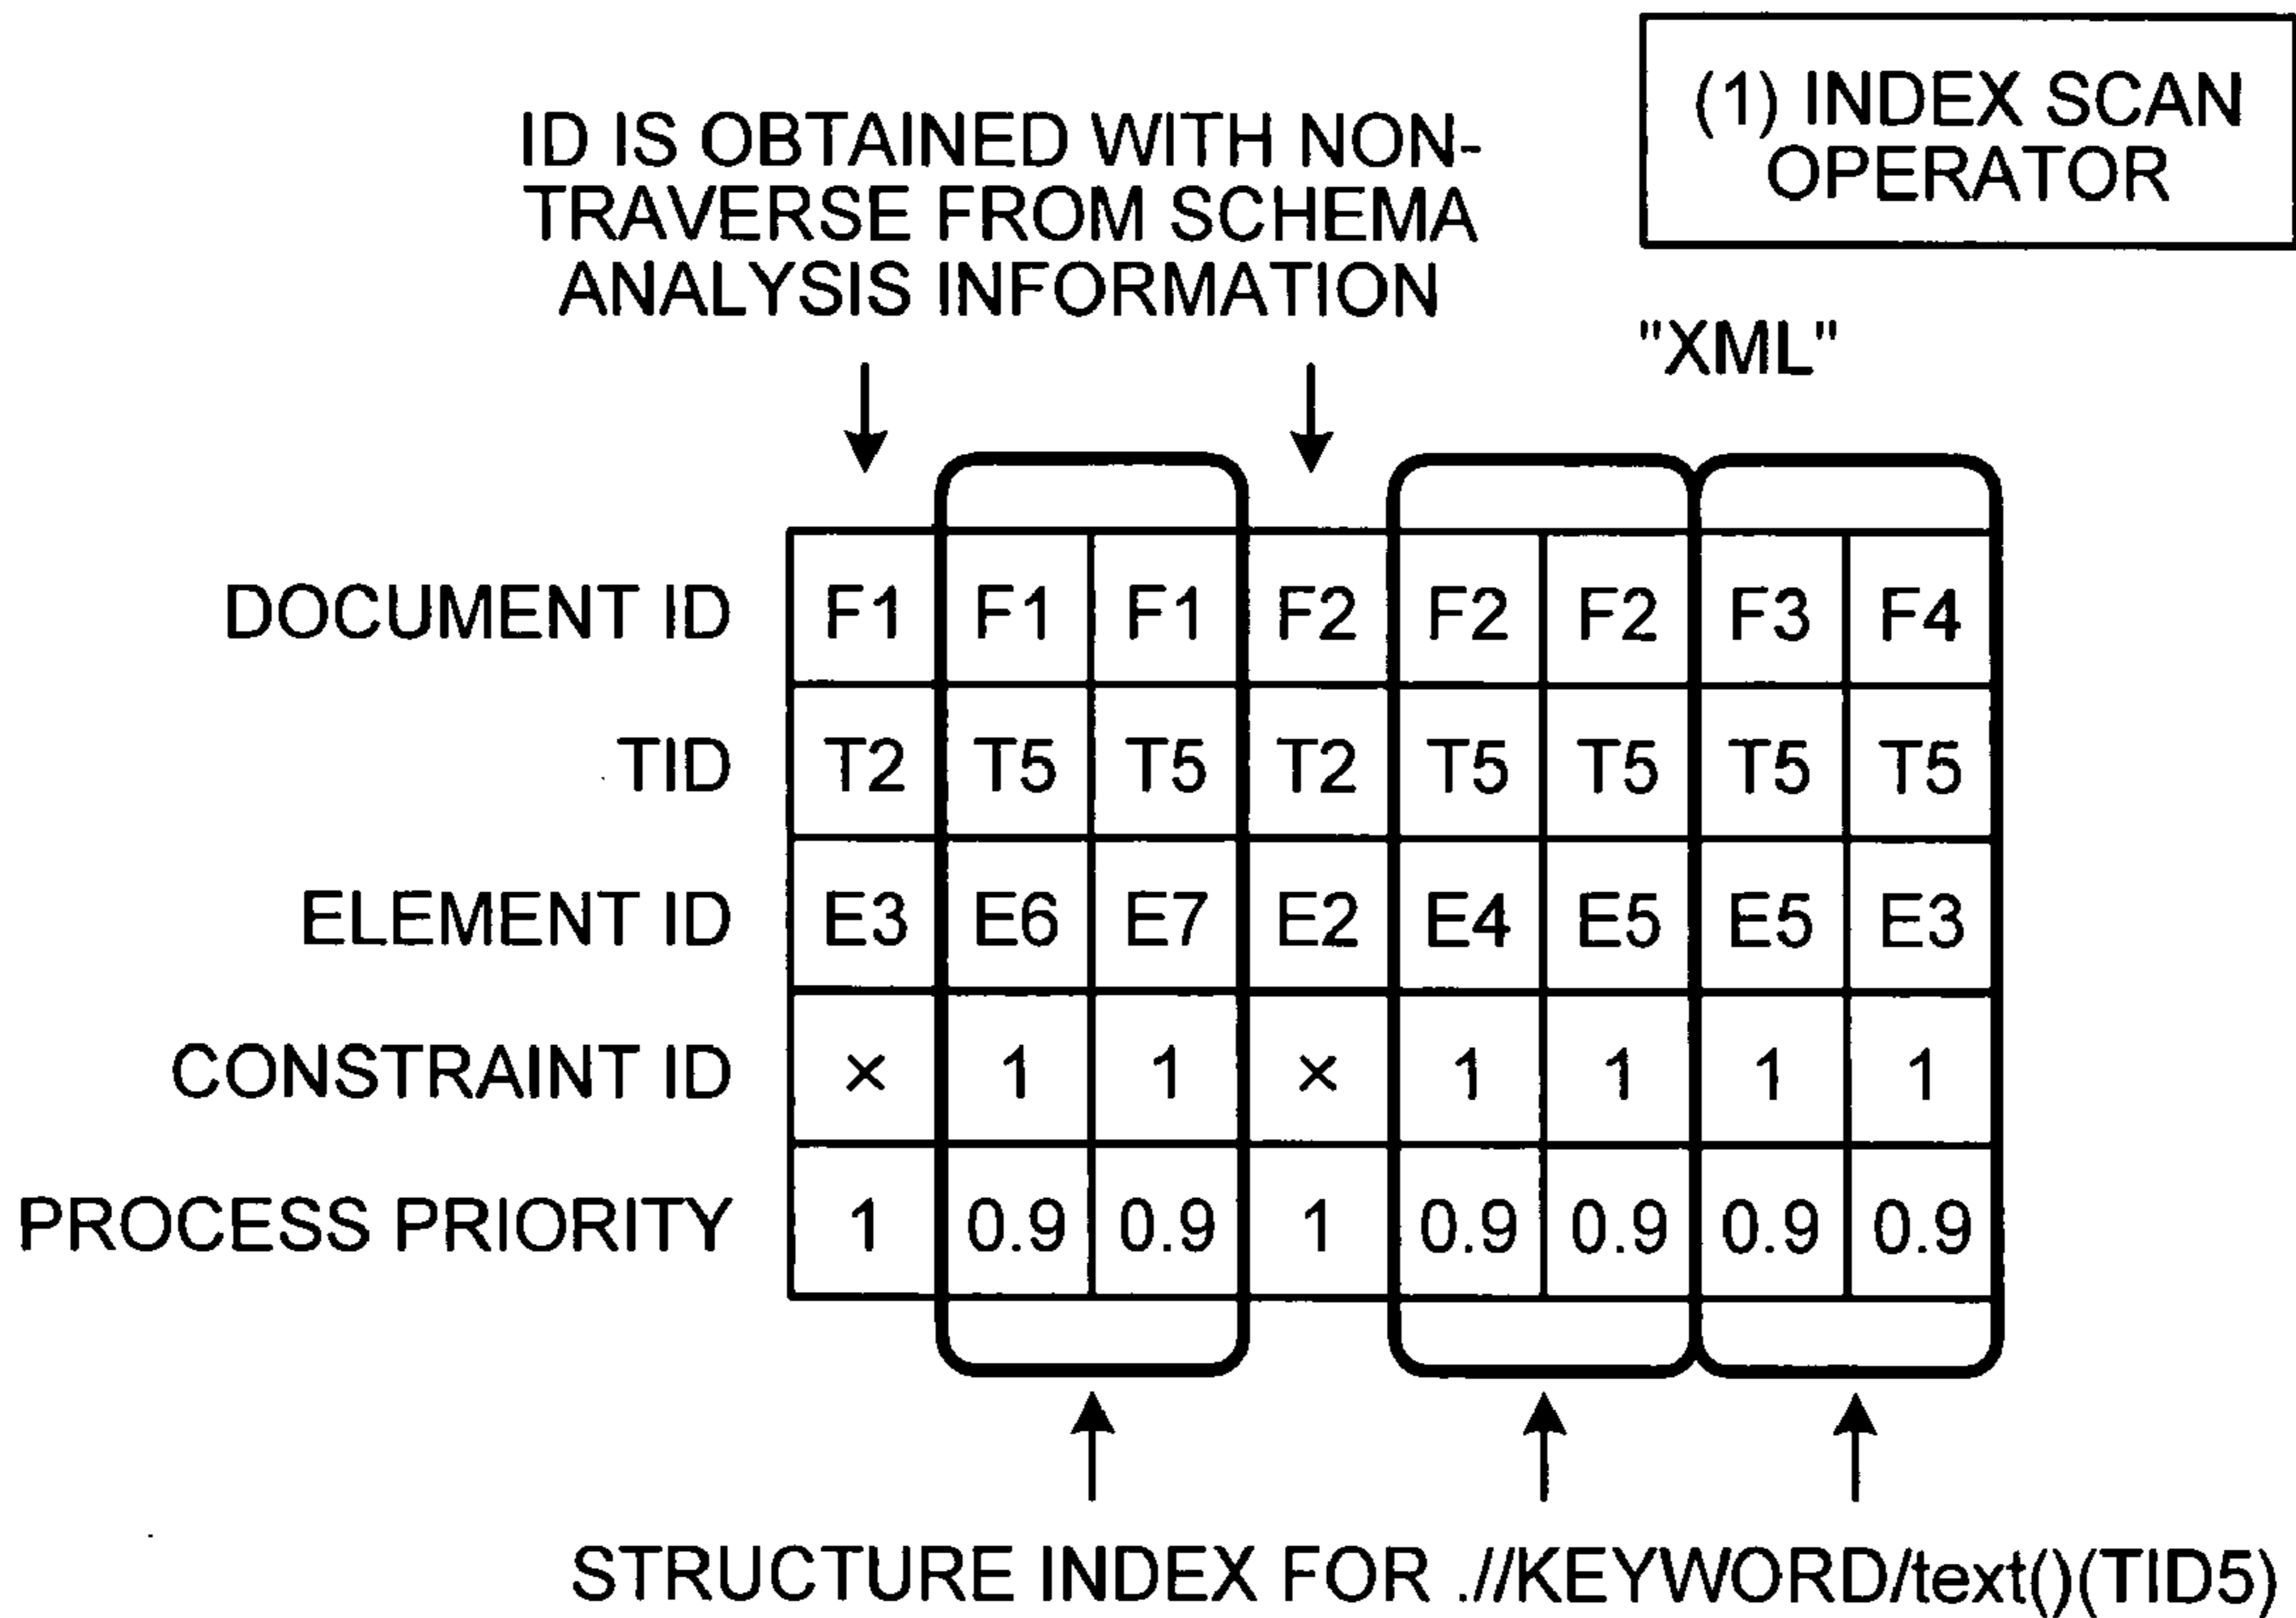 (1) INDEX SCAN
OPERATOR
ID IS OBTAINED WITH NON-
TRAVERSE FROM SCHEMA
ANALYSIS INFORMATION
"XML"
DOCUMENT ID F1 F1 F1 F2 F2 F2 F3 F4
TID T2 T5 T5 T2 T5 T5 T5 T5
ELEMENT ID E3 E6 E7 E2 E4 E5 E5 E3
CONSTRAINT ID × 1 1 × 1 1 1 1
PROCESS PRIORITY 1 0.9 0.9 1 0.9 0.9 0.9 0.9
STRUCTURE INDEX FOR .//KEYWORD/text()(TID5)